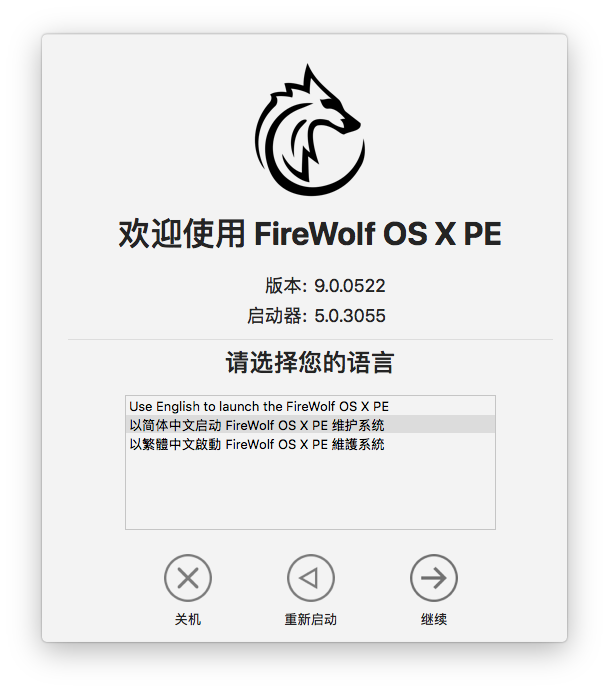 欢迎使用 FireWolf OS X PE
版本: 9.0.0522
启动器: 5.0.3055
请选择您的语言
Use English to launch the FireWolf OS X PE
以简体中文启动 FireWolf OS X PE 维护系统
以繁體中文啟動 FireWolf OS X PE 維護系統
关机
重新启动
继续